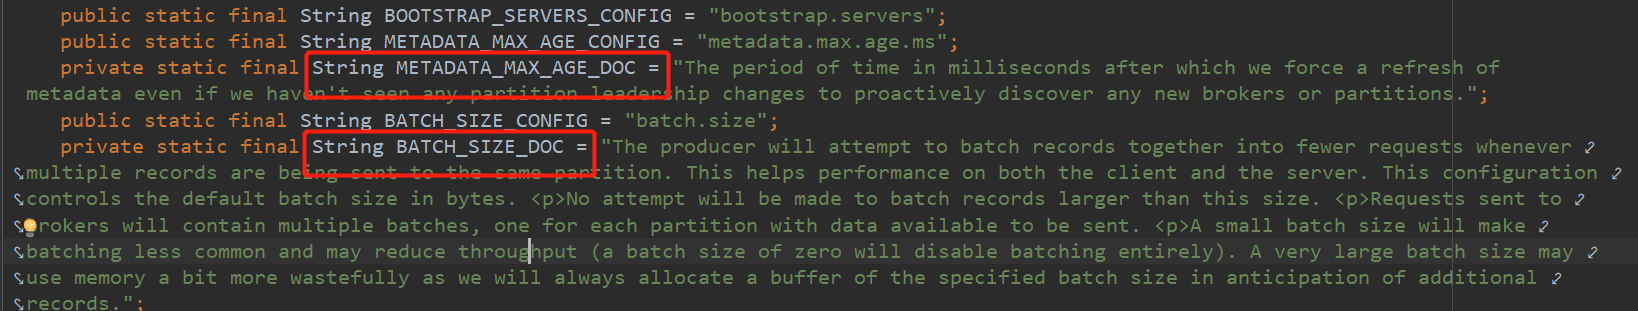 public static final String BOOTSTRAP_SERVERS_CONFIG = "bootstrap.servers";
public static final String METADATA_MAX_AGE_CONFIG = "metadata.max.age.ms";
private static final String METADATA_MAX_AGE_DOC = "The period of time in milliseconds after which we force a refresh of
metadata even if we haven't seen any partition leadership changes to proactively discover any new brokers or partitions.";
public static final String BATCH_SIZE_CONFIG = "batch.size";
private static final String BATCH_SIZE_DOC = "The producer will attempt to batch records together into fewer requests whenever
multiple records are being sent to the same partition. This helps performance on both the client and the server. This configuration
controls the default batch size in bytes. <p>No attempt will be made to batch records larger than this size. <p>Requests sent to
rokers will contain multiple batches, one for each partition with data available to be sent. <p>A small batch size will make
batching less common and may reduce throughput (a batch size of zero will disable batching entirely). A very large batch size may
use memory a bit more wastefully as we will always allocate a buffer of the specified batch size in anticipation of additional
records.";